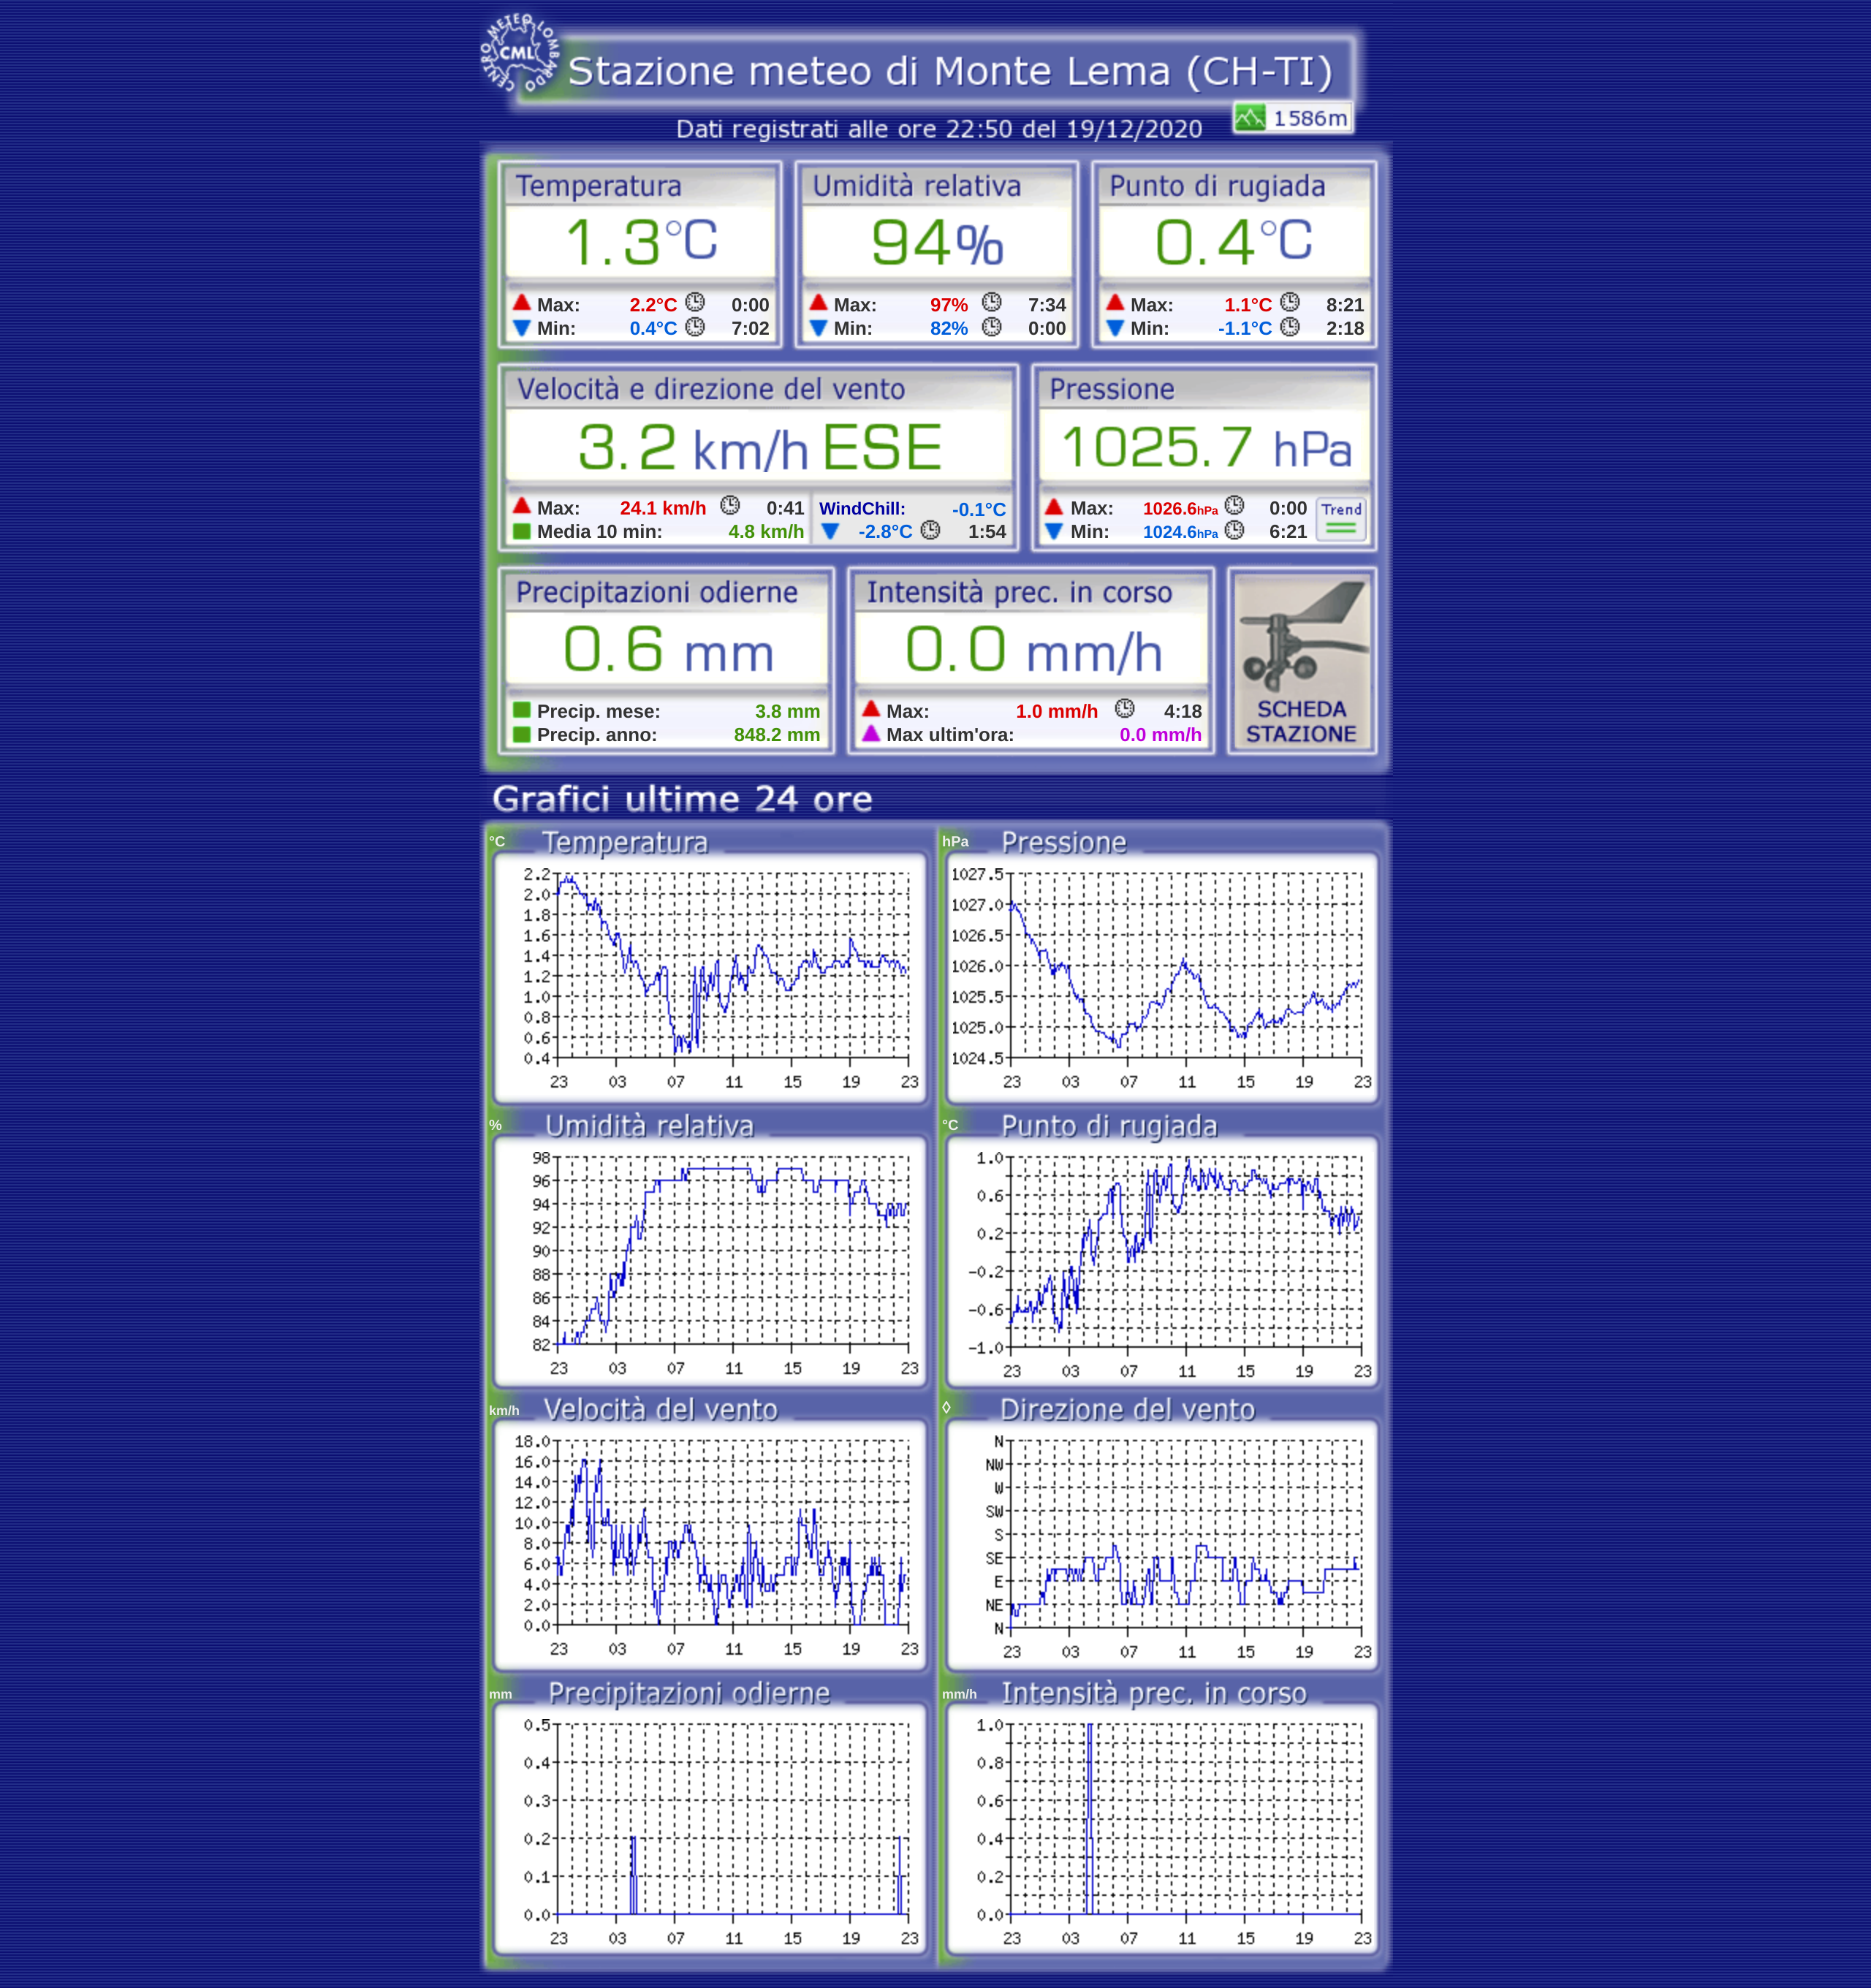 CENTRO METEO LOMBARDO
CML
Stazione meteo di Monte Lema (CH-TI)
1586m
Dati registrati alle ore 22:50 del 19/12/2020
Temperatura Umidità relativa Punto di rugiada
1.3°C 94% 0.4°C
Max: 2.2°C 0:00 Max: 97% 7:34 Max: 1.1°C 8:21
Min: 0.4°C 7:02 Min: 82% 0:00 Min: -1.1°C 2:18
Velocità e direzione del vento Pressione
3.2 km/h ESE 1025.7 hPa
Max: 24.1 km/h 0:41 WindChill: -0.1°C Max: 1026.6hPa 0:00 Trend
Media 10 min: 4.8 km/h -2.8°C 1:54 Min: 1024.6hPa 6:21
Precipitazioni odierne Intensità prec. in corso
0.6 mm 0.0 mm/h
Precip. mese: 3.8 mm Max: 1.0 mm/h 4:18 SCHEDA
Precip. anno: 848.2 mm Max ultim'ora: 0.0 mm/h STAZIONE
Grafici ultime 24 ore
°C Temperatura hPa Pressione
2.2 1027.5
2.0 1027.0
1.8
1.6 1026.5
1.4 1026.0
1.2
1.0 1025.5
0.8 1025.0
0.6
0.4 1024.5
23 03 07 11 15 19 23 23 03 07 11 15 19 23
% Umidità relativa °C Punto di rugiada
98 1.0
96 0.6
94
92 0.2
90
88 -0.2
86 -0.6
84
82 -1.0
23 03 07 11 15 19 23 23 03 07 11 15 19 23
km/h Velocità del vento ◊ Direzione del vento
18.0 N
16.0 NW
14.0 W
12.0 SW
10.0 S
8.0 SE
6.0 E
4.0 NE
2.0 N
0.0
23 03 07 11 15 19 23 23 03 07 11 15 19 23
mm Precipitazioni odierne mm/h Intensità prec. in corso
0.5 1.0
0.4 0.8
0.3 0.6
0.2 0.4
0.1 0.2
0.0 0.0
23 03 07 11 15 19 23 23 03 07 11 15 19 23